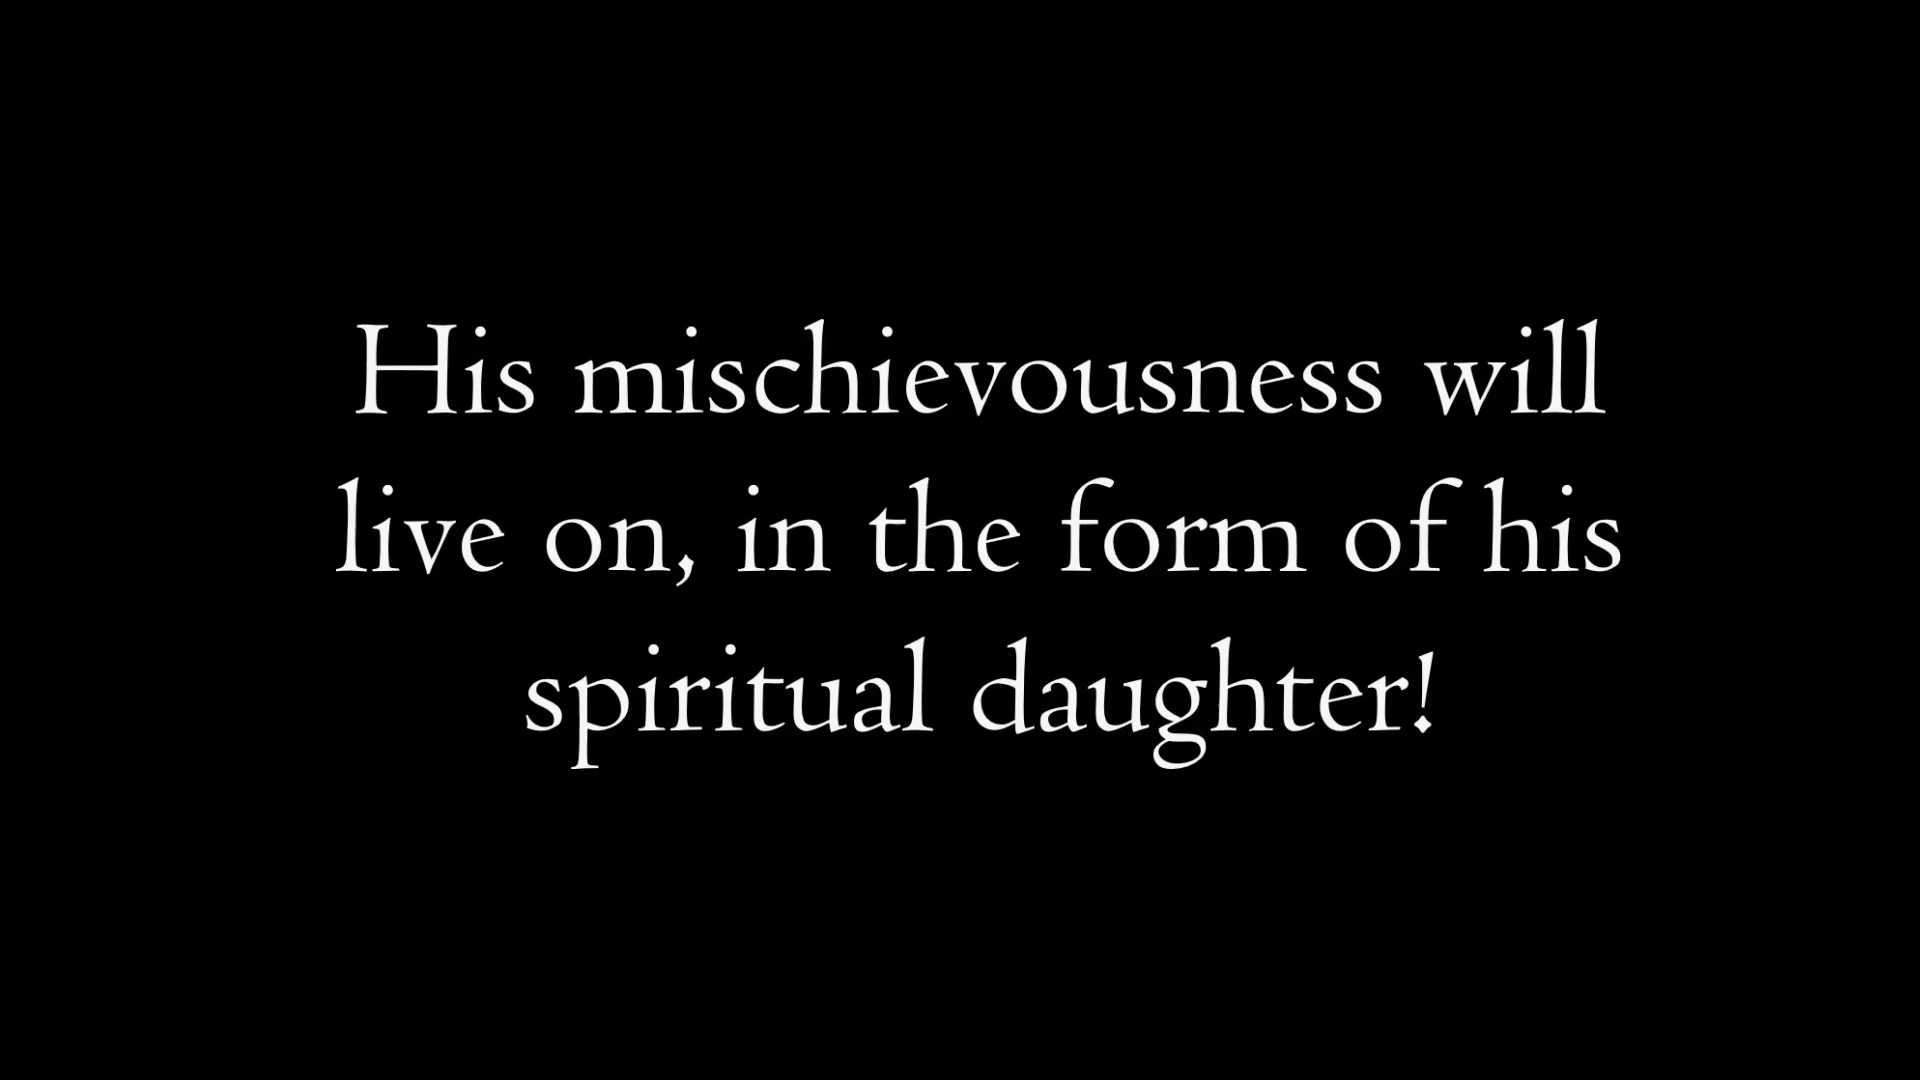 His mischievousness will
live on, in the form of his
spiritual daughter!